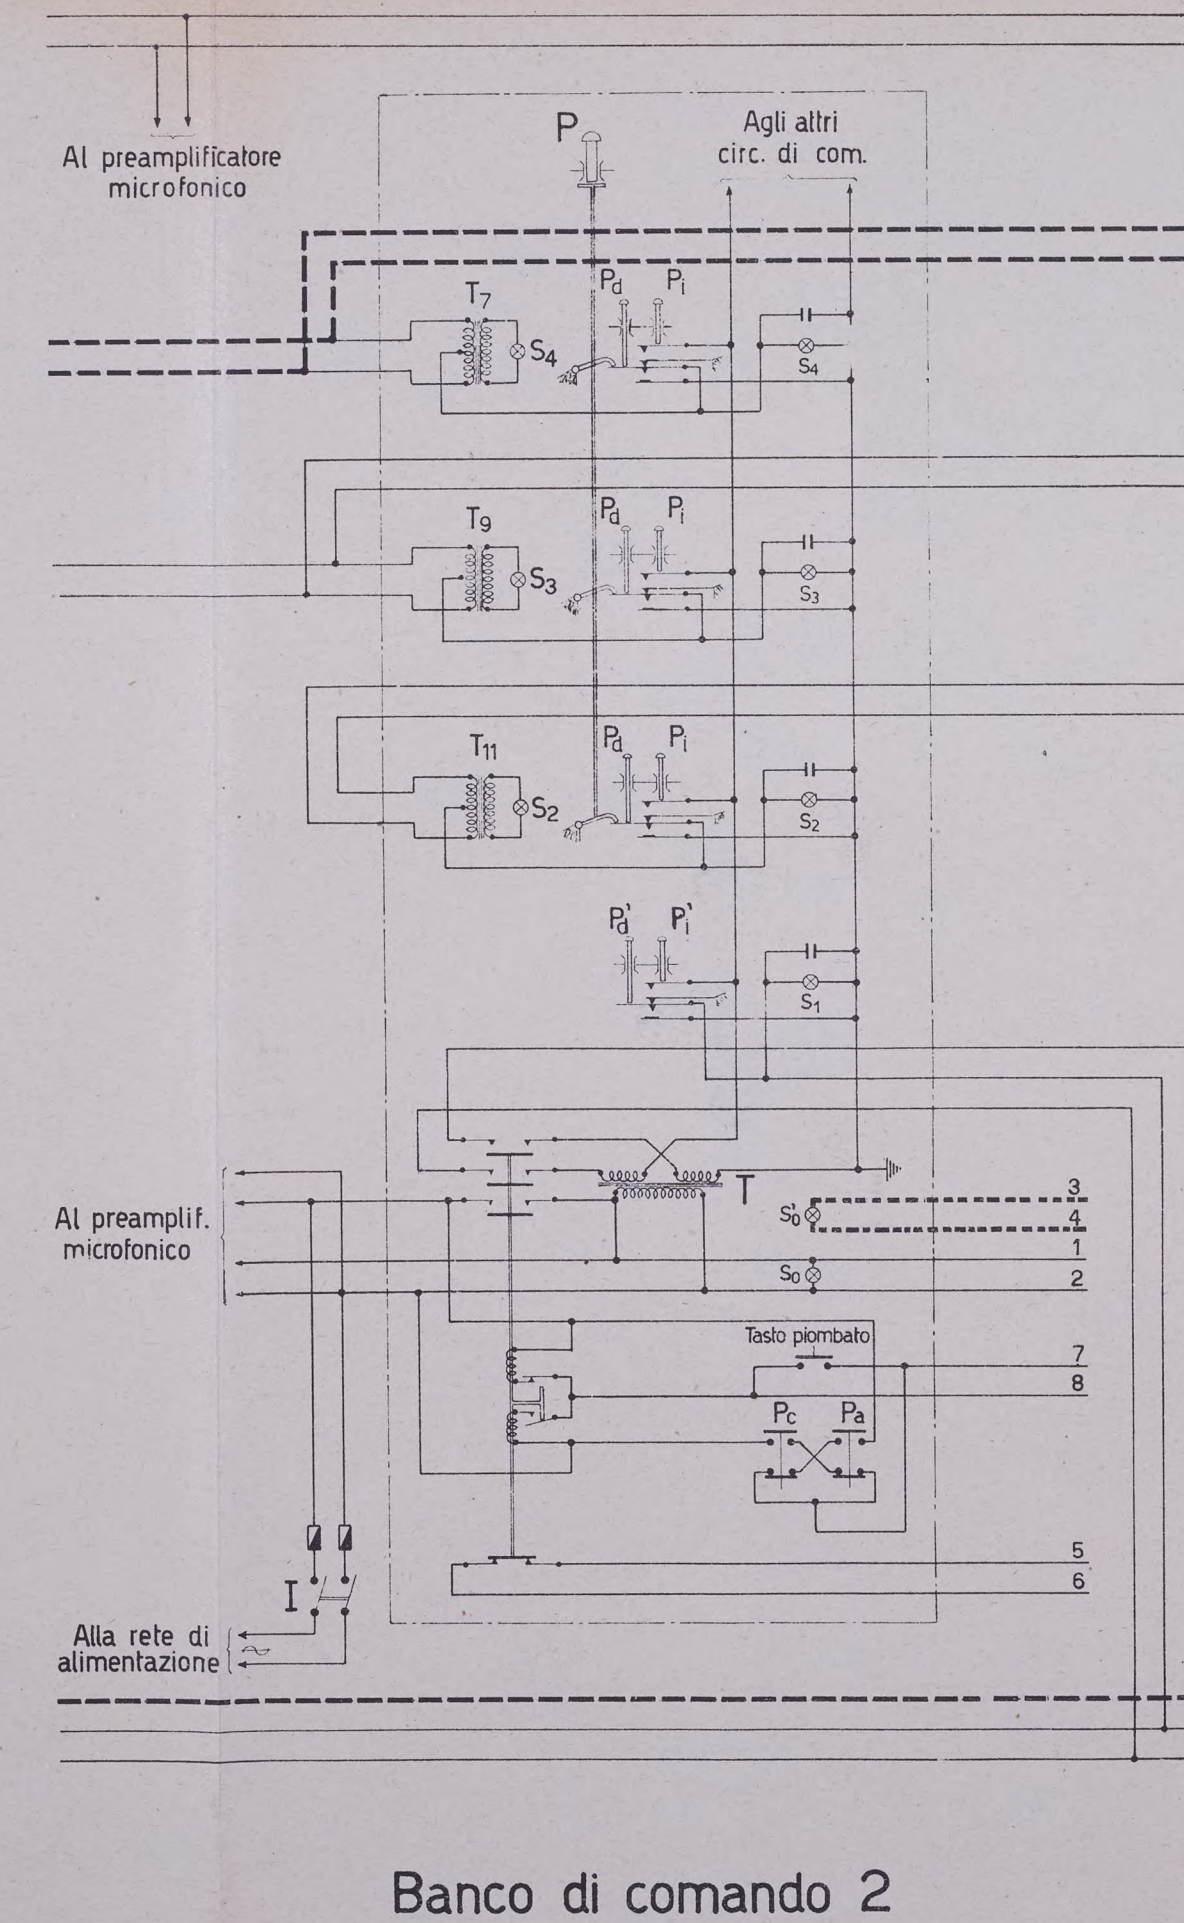 Al preamplificatore
microfonico
P
Agli altri
circ. di com.
T7
S4
Pd
Pi
S4
T9
S3
Pd
Pi
S3
T11
S2
Pd
Pi
S2
Pd'
Pi'
S1
T
Al preamplif.
microfonico
S'0
3
4
1
S0
2
Tasto piombato
7
8
Pc
Pa
5
6
I
Alla rete di
alimentazione
Banco di comando 2